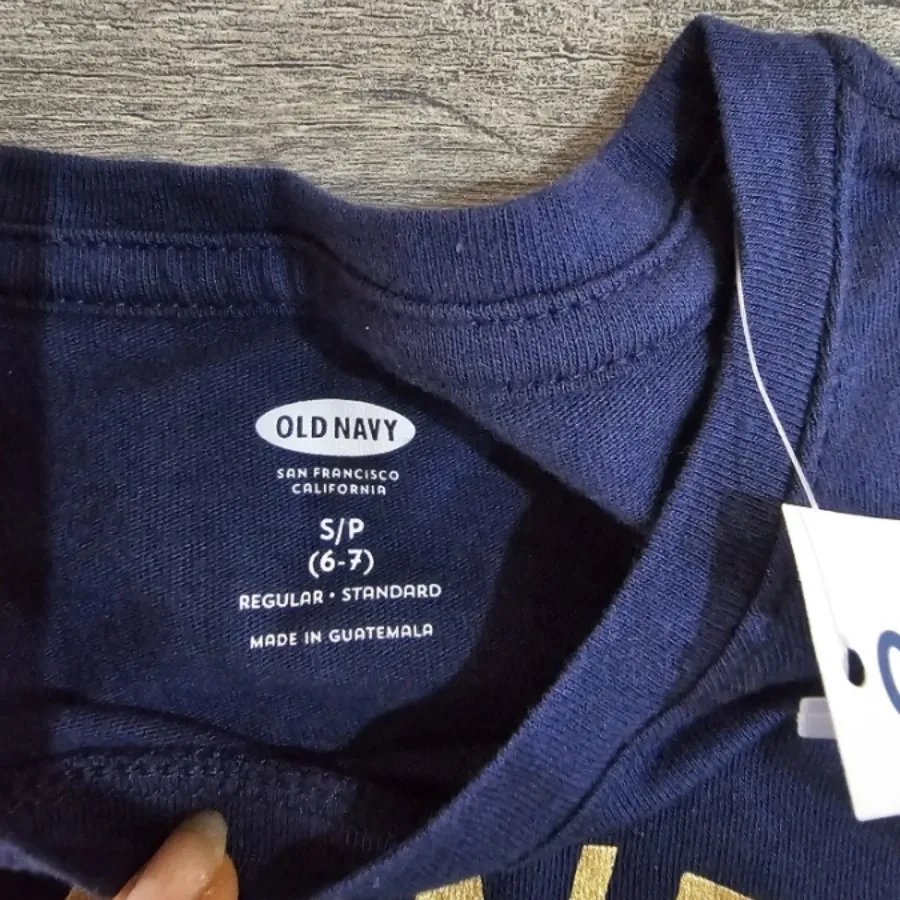 OLD NAVY
SAN FRANCISCO
CALIFORNIA
S/P
(6-7)
REGULAR • STANDARD
MADE IN GUATEMALA